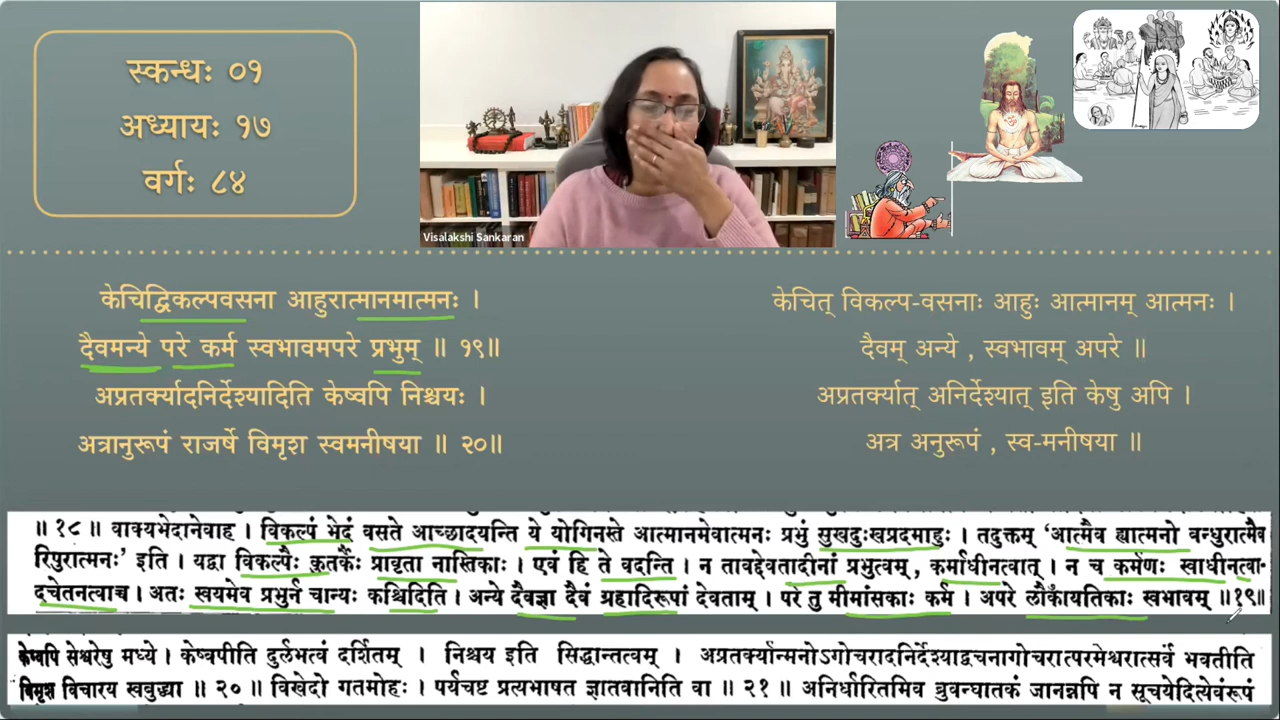 स्कन्धः ०१
अध्यायः १७
वर्गः ८४
Visalakshi Sankaran
केचिद्विकल्पवसना आहुरात्मानमात्मनः ।
दैवमन्ये परे कर्म स्वभावमपरे प्रभुम् ॥ १९॥
अप्रतर्क्यादनिर्देश्यादिति केष्वपि निश्चयः ।
अत्रानुरूपं राजर्षे विमृश स्वमनीषया ॥ २०॥
केचित् विकल्प-वसनाः आहुः आत्मानम् आत्मनः ।
दैवम् अन्ये , स्वभावम् अपरे ॥
अप्रतर्क्यात् अनिर्देश्यात् इति केषु अपि ।
अत्र अनुरूपं , स्व-मनीषया ॥
॥ १८ ॥ वाक्यभेदानेवाह । विकल्पं भेदं वसते आच्छादयन्ति ये योगिनस्ते आत्मानमेवात्मनः प्रभुं सुखदुःखप्रदमाहुः । तदुक्तम् ‘आत्मैव ह्यात्मनो बन्धुरात्मैव
रिपुरात्मनः’ इति । यद्वा विकल्पैः कुतर्कैः प्रावृता नास्तिकाः । एवं हि ते वदन्ति । न तावद्देवतादीनां प्रभुत्वम्, कर्माधीनत्वात् । न च कर्मणः स्वाधीनत्वा-
दचेतनत्वाच्च । अतः स्वयमेव प्रभुर्न चान्यः कश्चिदिति । अन्ये दैवज्ञा दैवं ग्रहादिरूपां देवताम् । परे तु मीमांसकाः कर्म । अपरे लौकायतिकाः स्वभावम् ॥१९॥
केष्वपि सेश्वरेषु मध्ये । केष्वपीति दुर्लभत्वं दर्शितम् । निश्चय इति सिद्धान्तत्वम् । अप्रतर्क्यान्मनोऽगोचरादनिर्देश्याद्वचनागोचरात्परमेश्वरात्सर्वं भवतीति
विमृश विचारय स्वबुद्ध्या ॥ २० ॥ विखेदो गतमोहः । पर्यचष्ट प्रत्यभाषत ज्ञातवानिति वा ॥ २१ ॥ अनिर्धारितमिव ब्रुवन्घातकं जानन्नपि न सूचयेदित्येवंरूपं